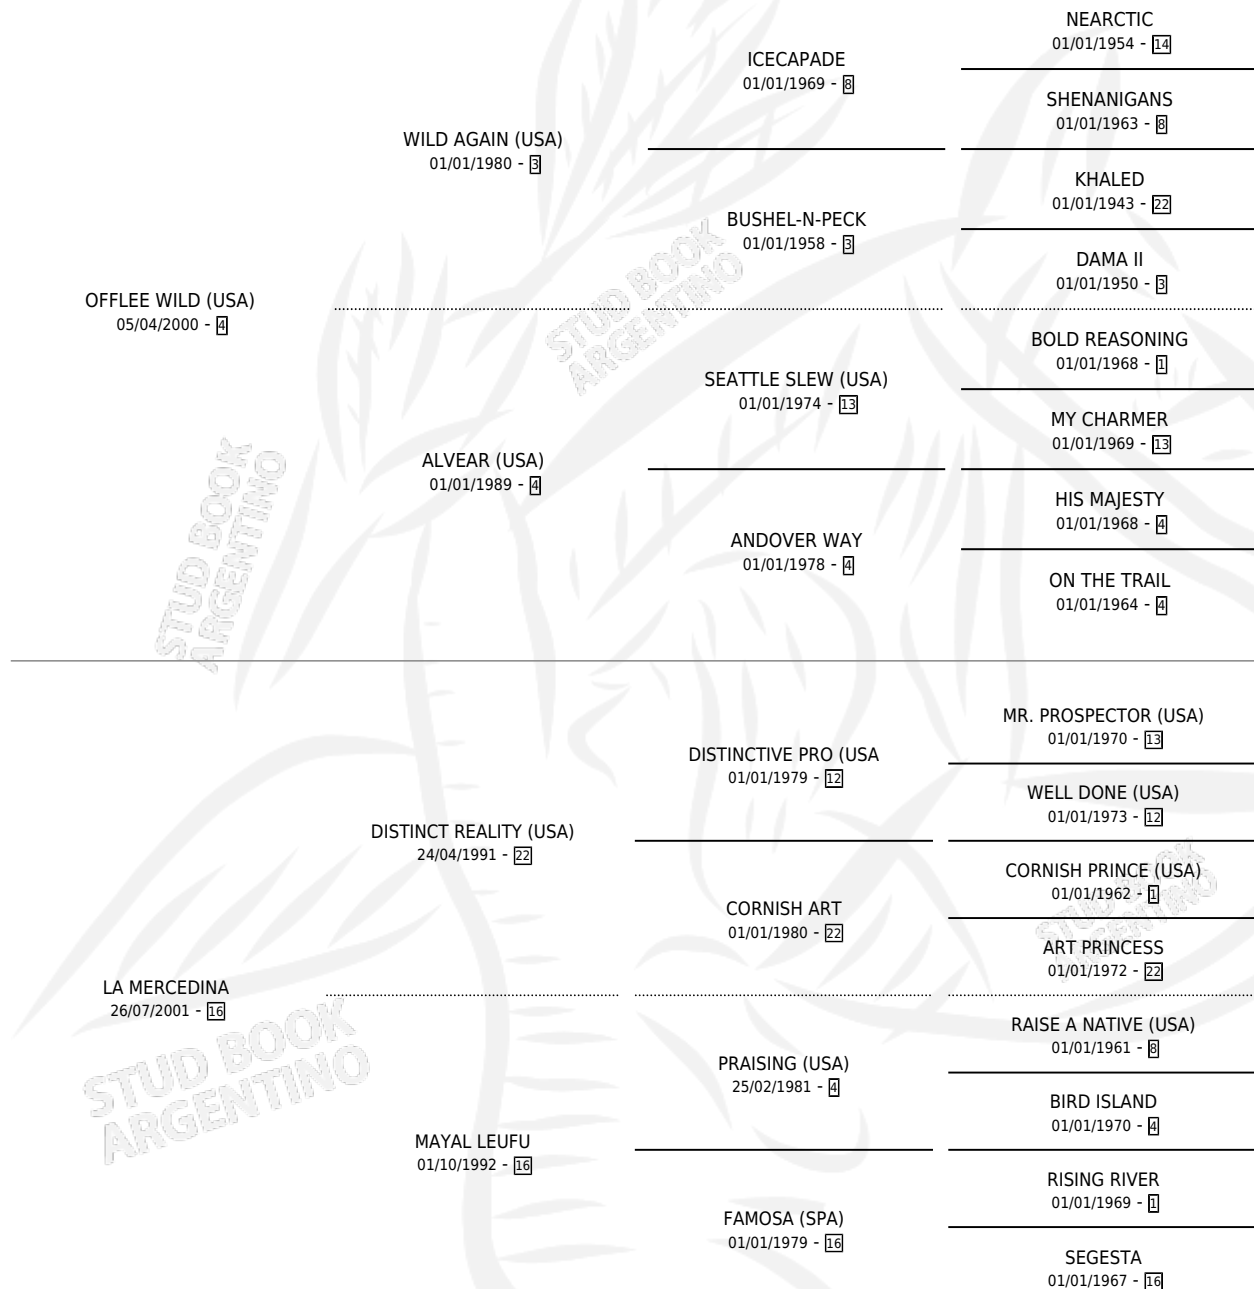 NEARCTIC
01/01/1954 - 14
ICECAPADE
01/01/1969 - 8
SHENANIGANS
01/01/1963 - 8
WILD AGAIN (USA)
01/01/1980 - 3
KHALED
01/01/1943 - 22
BUSHEL-N-PECK
01/01/1958 - 3
DAMA II
01/01/1950 - 3
OFFLEE WILD (USA)
05/04/2000 - 4
BOLD REASONING
01/01/1968 - 1
SEATTLE SLEW (USA)
01/01/1974 - 13
MY CHARMER
01/01/1969 - 13
ALVEAR (USA)
01/01/1989 - 4
HIS MAJESTY
01/01/1968 - 4
ANDOVER WAY
01/01/1978 - 4
ON THE TRAIL
01/01/1964 - 4
MR. PROSPECTOR (USA)
01/01/1970 - 13
DISTINCTIVE PRO (USA
01/01/1979 - 12
WELL DONE (USA)
01/01/1973 - 12
DISTINCT REALITY (USA)
24/04/1991 - 22
CORNISH PRINCE (USA)
01/01/1962 - 1
CORNISH ART
01/01/1980 - 22
ART PRINCESS
01/01/1972 - 22
LA MERCEDINA
26/07/2001 - 16
RAISE A NATIVE (USA)
01/01/1961 - 8
PRAISING (USA)
25/02/1981 - 4
BIRD ISLAND
01/01/1970 - 4
MAYAL LEUFU
01/10/1992 - 16
RISING RIVER
01/01/1969 - 1
FAMOSA (SPA)
01/01/1979 - 16
SEGESTA
01/01/1967 - 16
STUD BOOK
ARGENTINO
STUD BOOK
ARGENTINO
STUD BOOK
ARGENTINO
STUD BOOK
ARGENTINO